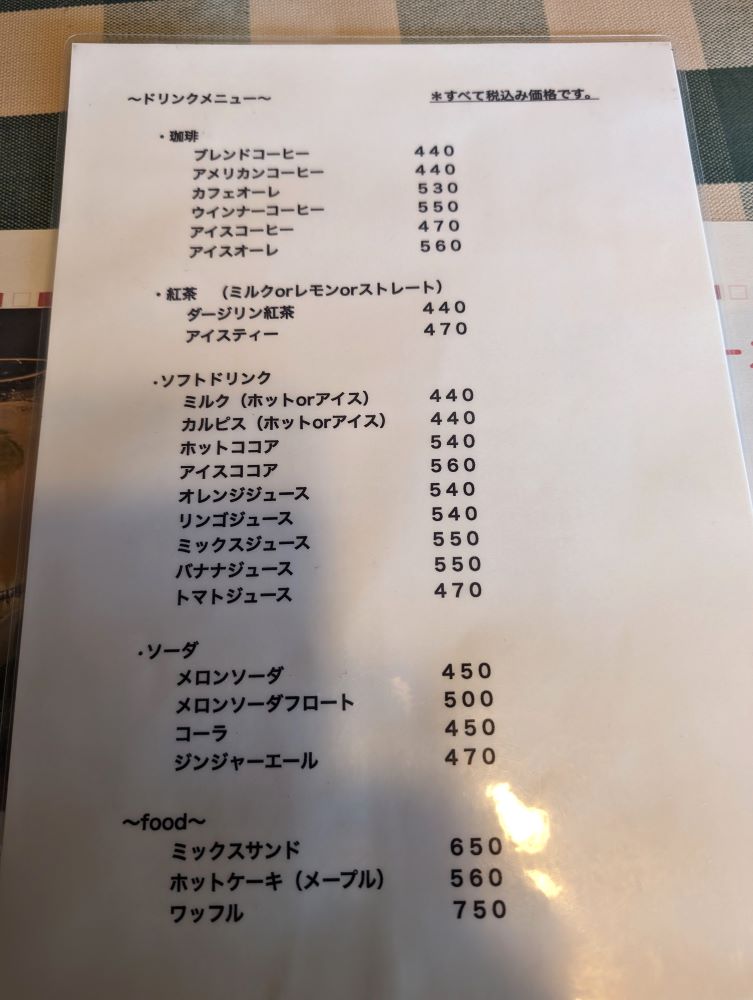 〜ドリンクメニュー〜 ＊すべて税込み価格です。
・珈琲
ブレンドコーヒー 440
アメリカンコーヒー 440
カフェオーレ 530
ウインナーコーヒー 550
アイスコーヒー 470
アイスオーレ 560
・紅茶 （ミルクorレモンorストレート）
ダージリン紅茶 440
アイスティー 470
・ソフトドリンク
ミルク（ホットorアイス） 440
カルピス（ホットorアイス） 440
ホットココア 540
アイスココア 560
オレンジジュース 540
リンゴジュース 540
ミックスジュース 550
バナナジュース 550
トマトジュース 470
・ソーダ
メロンソーダ 450
メロンソーダフロート 500
コーラ 450
ジンジャーエール 470
〜food〜
ミックスサンド 650
ホットケーキ（メープル） 560
ワッフル 750